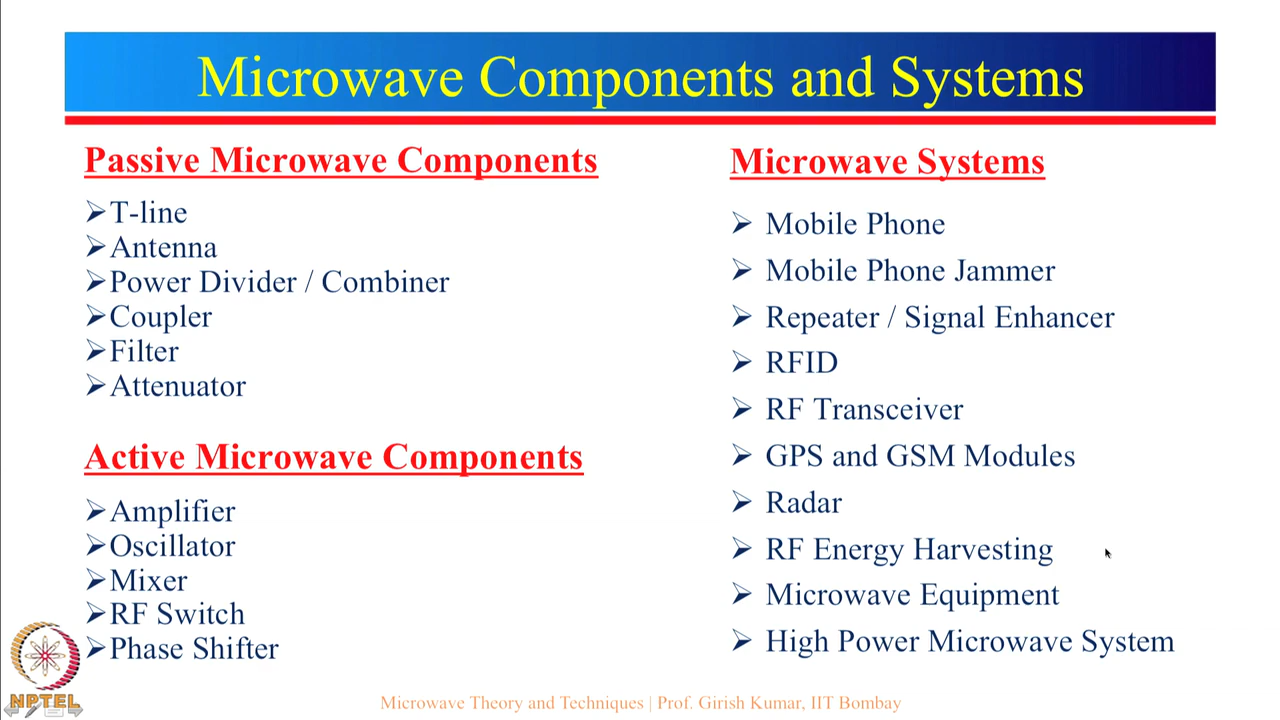 Microwave Components and Systems
Passive Microwave Components
➢T-line
➢Antenna
➢Power Divider / Combiner
➢Coupler
➢Filter
➢Attenuator
Active Microwave Components
➢Amplifier
➢Oscillator
➢Mixer
➢RF Switch
➢Phase Shifter
Microwave Systems
➢ Mobile Phone
➢ Mobile Phone Jammer
➢ Repeater / Signal Enhancer
➢ RFID
➢ RF Transceiver
➢ GPS and GSM Modules
➢ Radar
➢ RF Energy Harvesting
➢ Microwave Equipment
➢ High Power Microwave System
NPTEL
Microwave Theory and Techniques | Prof. Girish Kumar, IIT Bombay